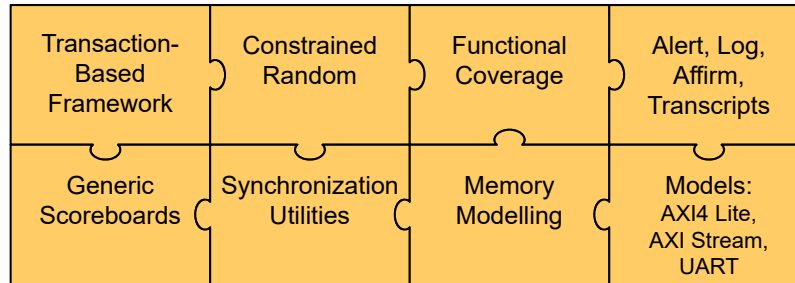 Transaction-
Based
Framework
Constrained
Random
Functional
Coverage
Alert, Log,
Affirm,
Transcripts
Generic
Scoreboards
Synchronization
Utilities
Memory
Modelling
Models:
AXI4 Lite,
AXI Stream,
UART